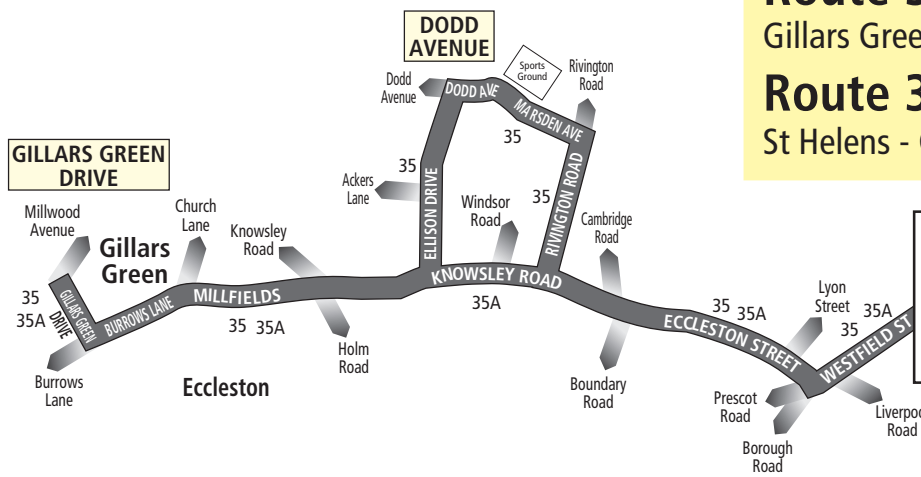 DODD
AVENUE
Route
Gillars
Route
St Helens -
Sports
Ground
Rivington
Road
Dodd
Avenue
DODD AVE
MARSDEN AVE
35
GILLARS GREEN
DRIVE
35
Ackers
Lane
ELLISON DRIVE
Windsor
Road
35
RIVINGTON ROAD
Millwood
Avenue
Church
Lane
Knowsley
Road
Cambridge
Road
Gillars
Green
KNOWSLEY ROAD
35A
35
35A
GILLARS GREEN
DRIVE
BURROWS LANE
MILLFIELDS
35 35A
Lyon
Street
35 35A
ECCLESTON STREET
35 35A
WESTFIELD ST
Burrows
Lane
Eccleston
Holm
Road
Boundary
Road
Prescot
Road
Borough
Road
Road